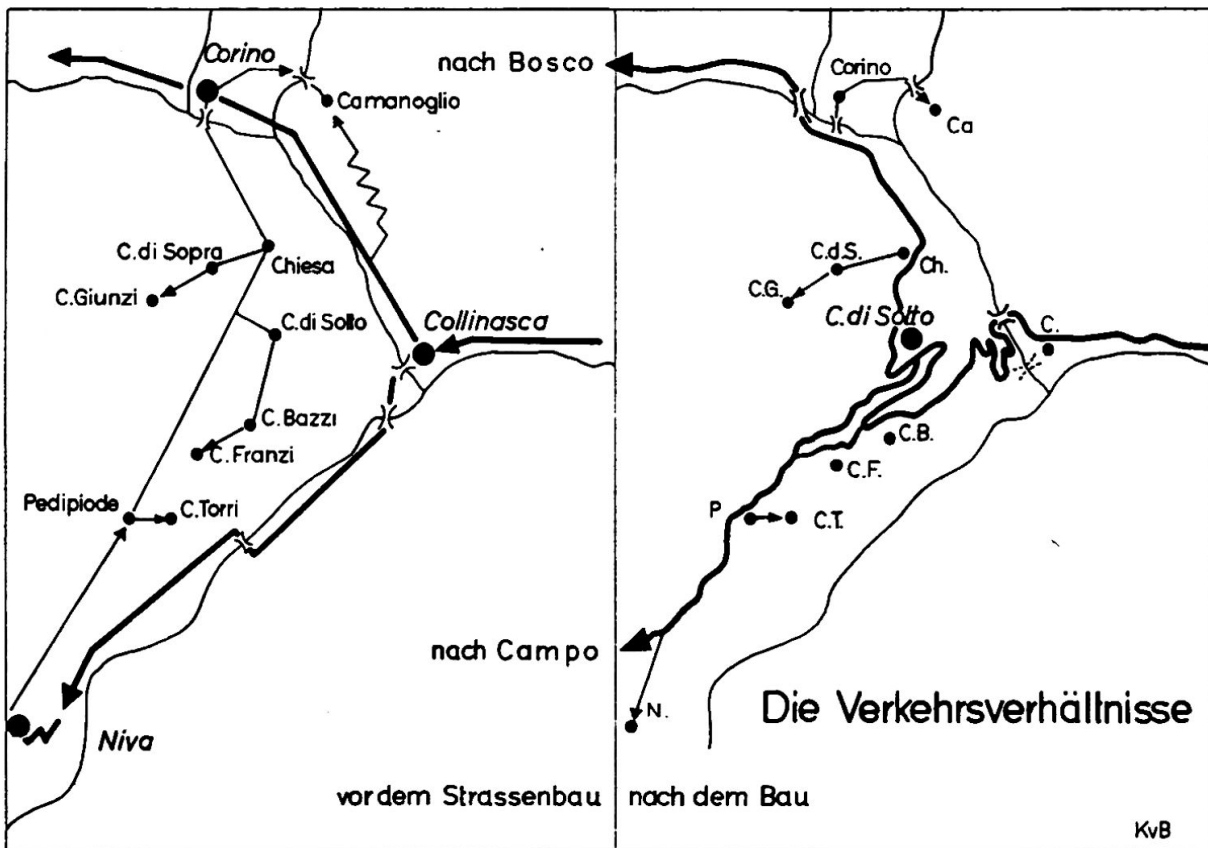 Corino
nach Bosco
Camanoglio
C.di Sopra
Chiesa
C.Giunzi
C.di Sotto
Collinasca
C.Bazzi
C.Franzi
Pedipiode
C.Torri
nach Campo
Niva
vor dem Strassenbau
Corino
Ca
C.d.S.
Ch.
C.G.
C.di Sotto
C.
C.B.
C.F.
P
C.T.
N.
Die Verkehrsverhältnisse
nach dem Bau
KvB